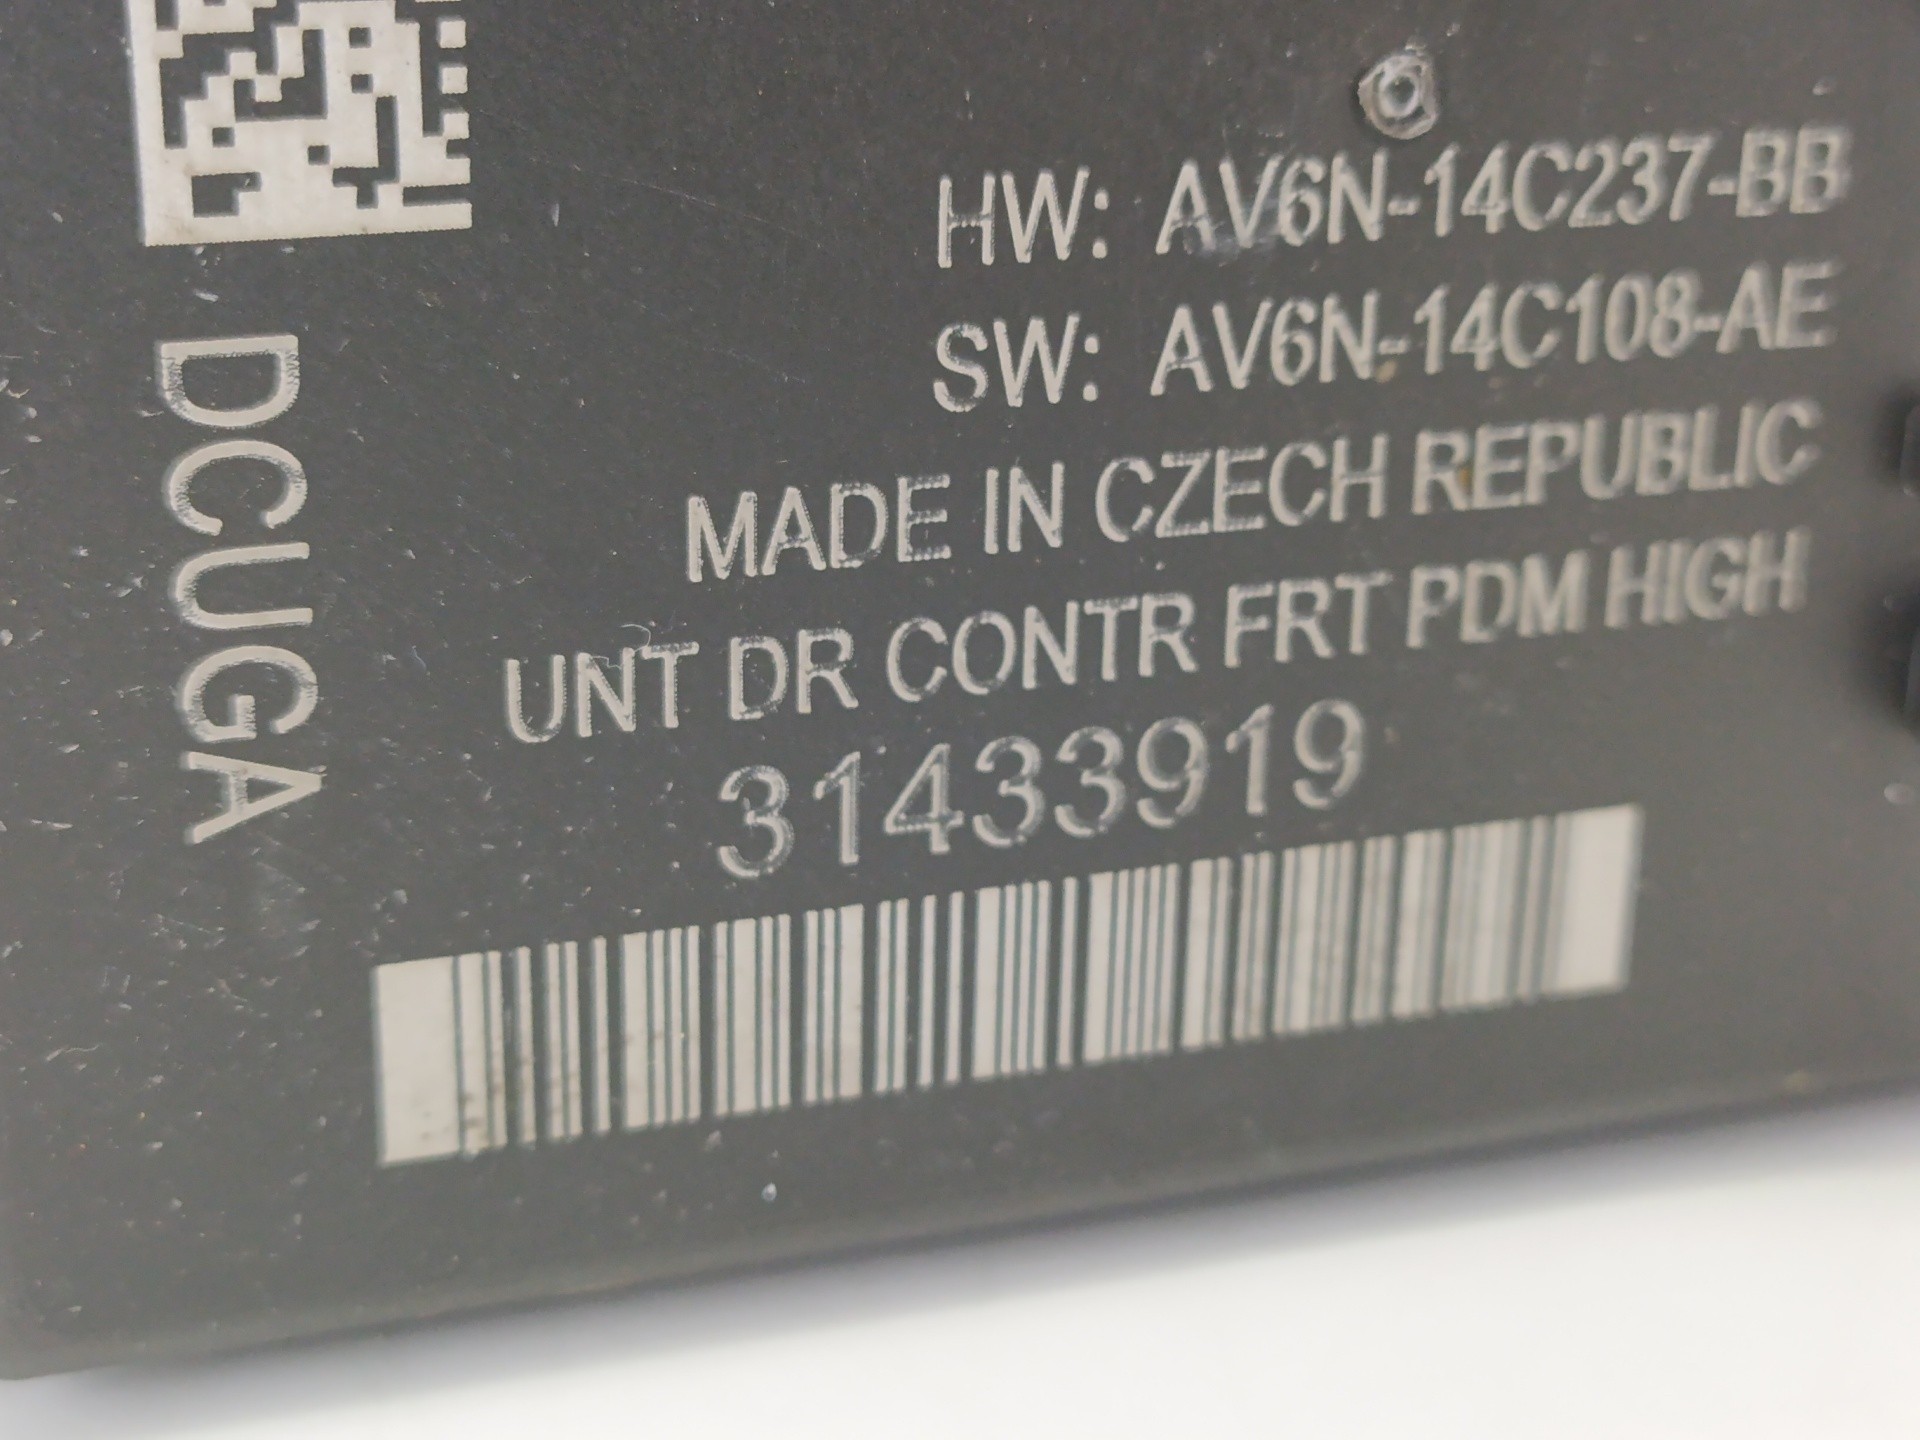 HW: AV6N-14C237-BB
SW: AV6N-14C108-AE
MADE IN CZECH REPUBLIC
UNT DR CONTR FRT PDM HIGH
31433919
DCUGA